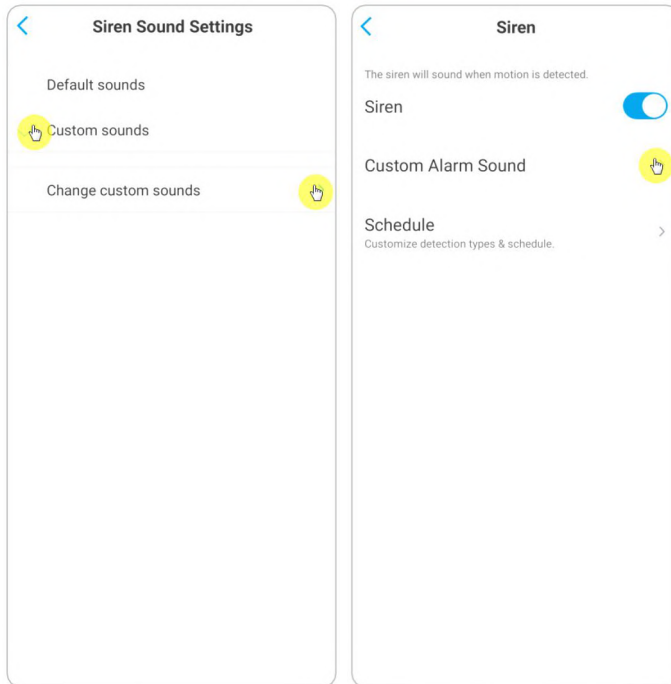 Siren Sound Settings
Default sounds
Custom sounds
Change custom sounds
Siren
The siren will sound when motion is detected.
Siren
Custom Alarm Sound
Schedule
Customize detection types & schedule.